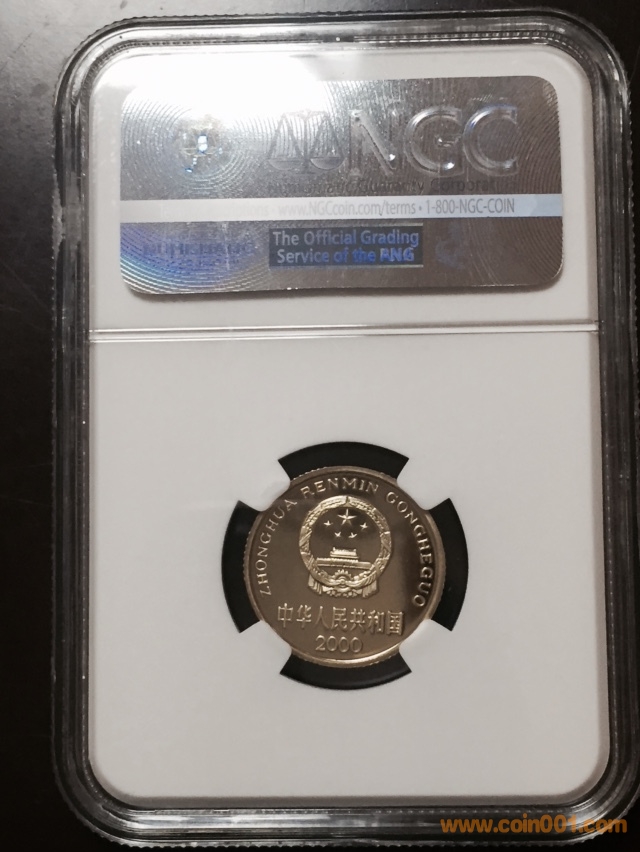 NGC
www.NGCcoin.com/terms • 1-800-NGC-COIN
The Official Grading
Service of the PNG
ZHONGHUA RENMIN GONGHEGUO
中华人民共和国
2000
www.coin001.com